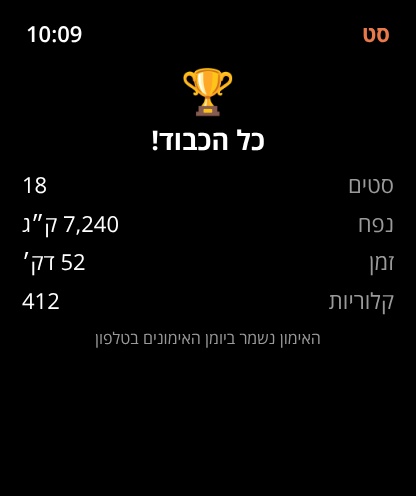 סט 10:09
כל הכבוד!
סטים 18
נפח 7,240 ק״ג
זמן 52 דק׳
קלוריות 412
האימון נשמר ביומן האימונים בטלפון